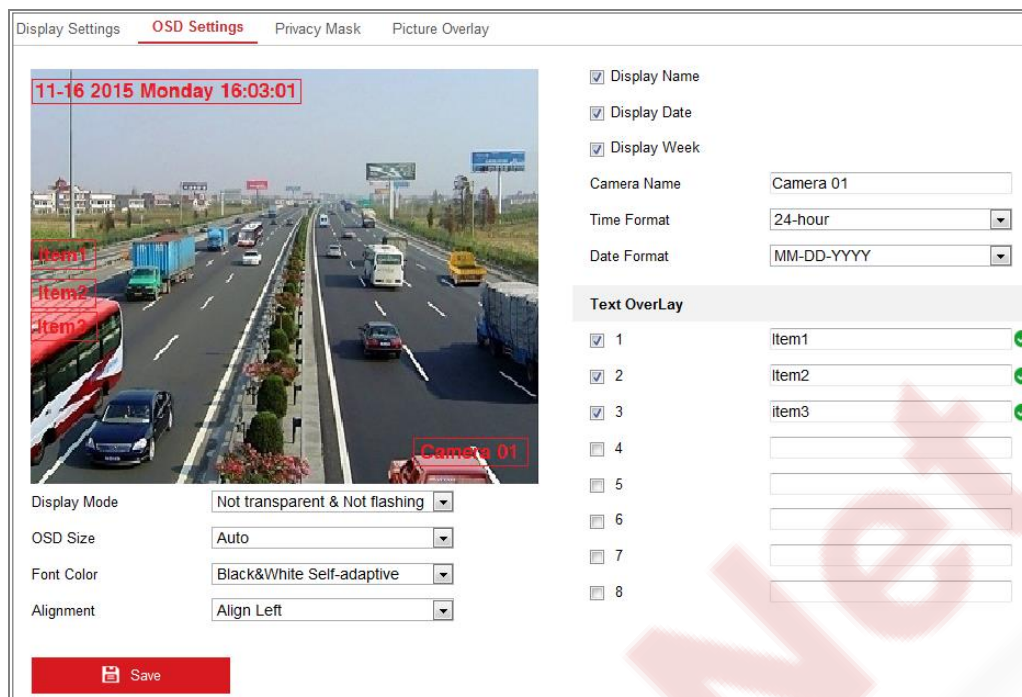 Display Settings OSD Settings Privacy Mask Picture Overlay
11-16 2015 Monday 16:03:01
Item1
Item2
Item3
Camera 01
Display Mode Not transparent & Not flashing
OSD Size Auto
Font Color Black&White Self-adaptive
Alignment Align Left
Save
Display Name
Display Date
Display Week
Camera Name Camera 01
Time Format 24-hour
Date Format MM-DD-YYYY
Text OverLay
1 Item1
2 Item2
3 item3
4
5
6
7
8
Net